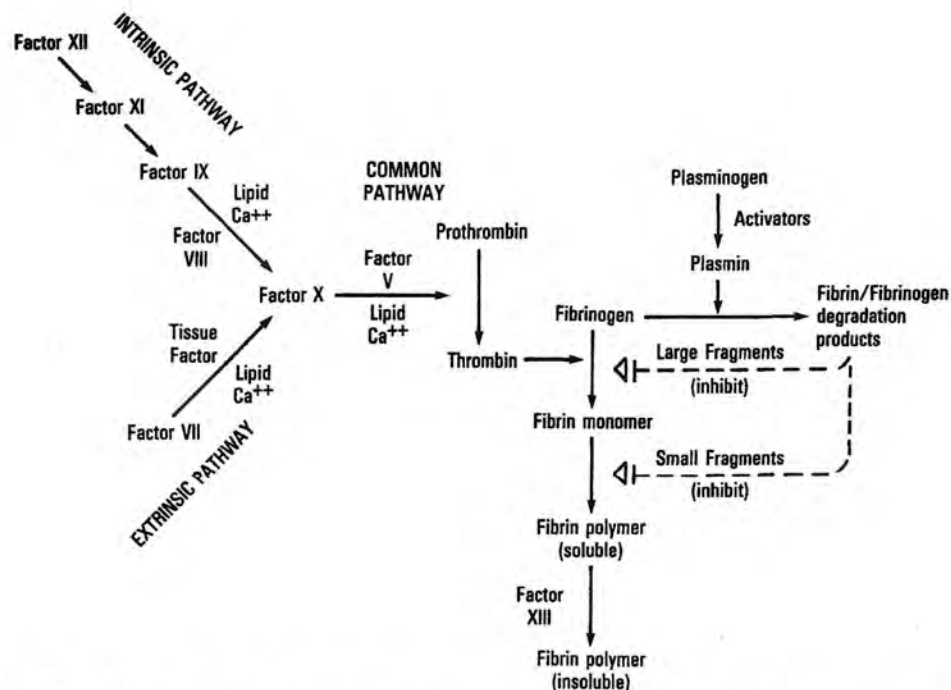 Factor XII
INTRINSIC PATHWAY
Factor XI
Factor IX
Lipid
Ca++
Factor
VIII
Factor X
Tissue
Factor
Lipid
Ca++
Factor VII
EXTRINSIC PATHWAY
COMMON
PATHWAY
Factor
V
Lipid
Ca++
Prothrombin
Thrombin
Plasminogen
Activators
Plasmin
Fibrinogen
Fibrin/Fibrinogen
degradation
products
Large Fragments
(inhibit)
Fibrin monomer
Small Fragments
(inhibit)
Fibrin polymer
(soluble)
Factor
XIII
Fibrin polymer
(insoluble)